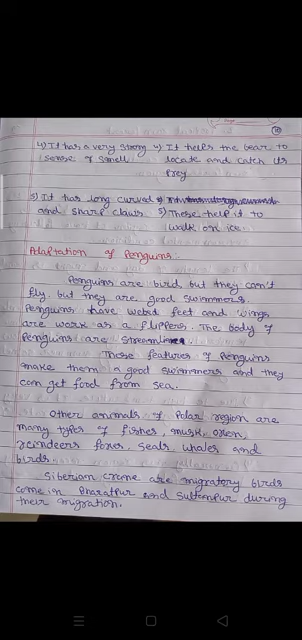 10
4) It has a very strong 4) It helps the bear to
sense of smell locate and catch its
prey
5) It has long curved
and sharp claws 5) These help it to
walk on ice.
Adaptation of Penguins:
Penguins are bird but they can't
fly. but they are good swimmers.
Penguins have webed feet and wings
are work as a flippers. The body of
Penguins are streamline.
These features of Penguins
make them a good swimmers and they
can get food from sea.
Other animals of Polar region are
many types of fishes, musk oxen,
reindeers foxes, seals, whales and
birds.
Siberian crane are migratory birds
come in Bharatpur and Sultanpur during
their migration.